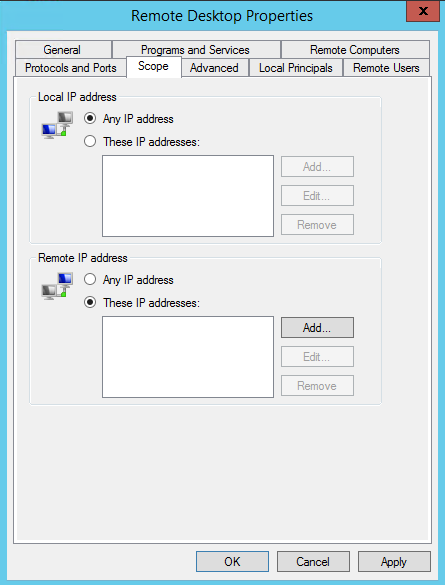 Remote Desktop Properties
x
General Programs and Services Remote Computers
Protocols and Ports Scope Advanced Local Principals Remote Users
Local IP address
Any IP address
These IP addresses:
Add...
Edit...
Remove
Remote IP address
Any IP address
These IP addresses:
Add...
Edit...
Remove
OK Cancel Apply